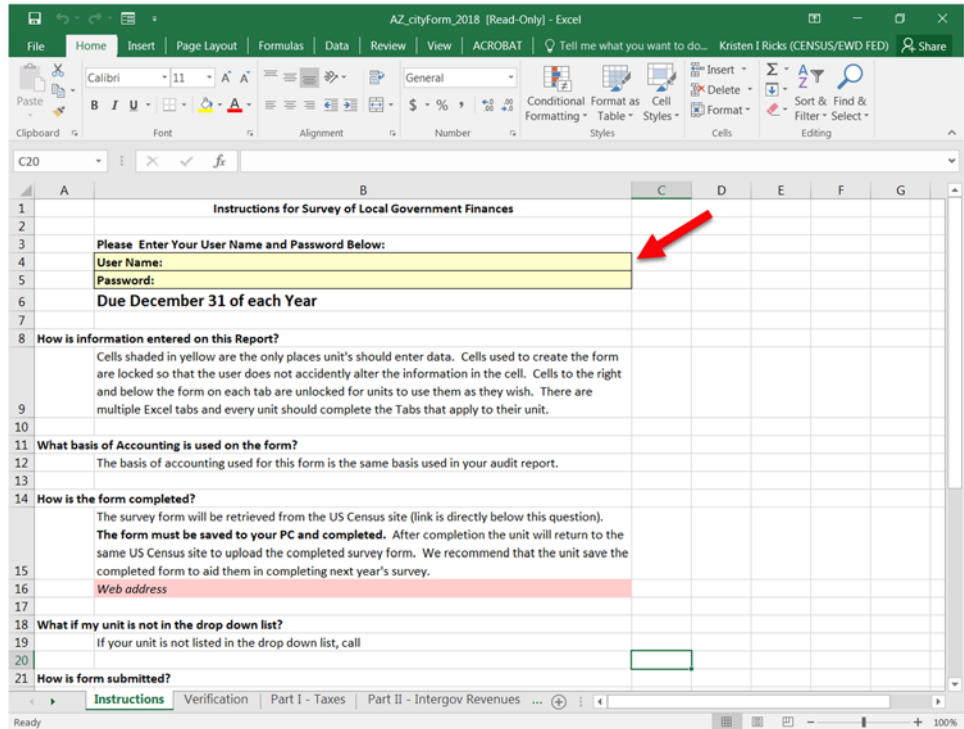 AZ_cityForm_2018 [Read-Only] - Excel
File Home Insert Page Layout Formulas Data Review View ACROBAT Tell me what you want to do... Kristen I Ricks (CENSUS/EWD FED) Share
Paste
Calibri 11 A A
B I U A
General
$ % , .0 .00 .00 .0
Conditional Formatting
Format as Table
Cell Styles
Insert
Delete
Format
Σ
Sort & Filter
Find & Select
Clipboard Font Alignment Number Styles Cells Editing
C20 fx
A B C D E F G
1 Instructions for Survey of Local Government Finances
2
3 Please Enter Your User Name and Password Below:
4 User Name:
5 Password:
6 Due December 31 of each Year
7
8 How is information entered on this Report?
Cells shaded in yellow are the only places unit's should enter data. Cells used to create the form
are locked so that the user does not accidently alter the information in the cell. Cells to the right
and below the form on each tab are unlocked for units to use them as they wish. There are
9 multiple Excel tabs and every unit should complete the Tabs that apply to their unit.
10
11 What basis of Accounting is used on the form?
12 The basis of accounting used for this form is the same basis used in your audit report.
13
14 How is the form completed?
The survey form will be retrieved from the US Census site (link is directly below this question).
The form must be saved to your PC and completed. After completion the unit will return to the
same US Census site to upload the completed survey form. We recommend that the unit save the
15 completed form to aid them in completing next year's survey.
16 Web address
17
18 What if my unit is not in the drop down list?
19 If your unit is not listed in the drop down list, call
20
21 How is form submitted?
Instructions Verification Part I - Taxes Part II - Intergov Revenues ...
Ready 100%